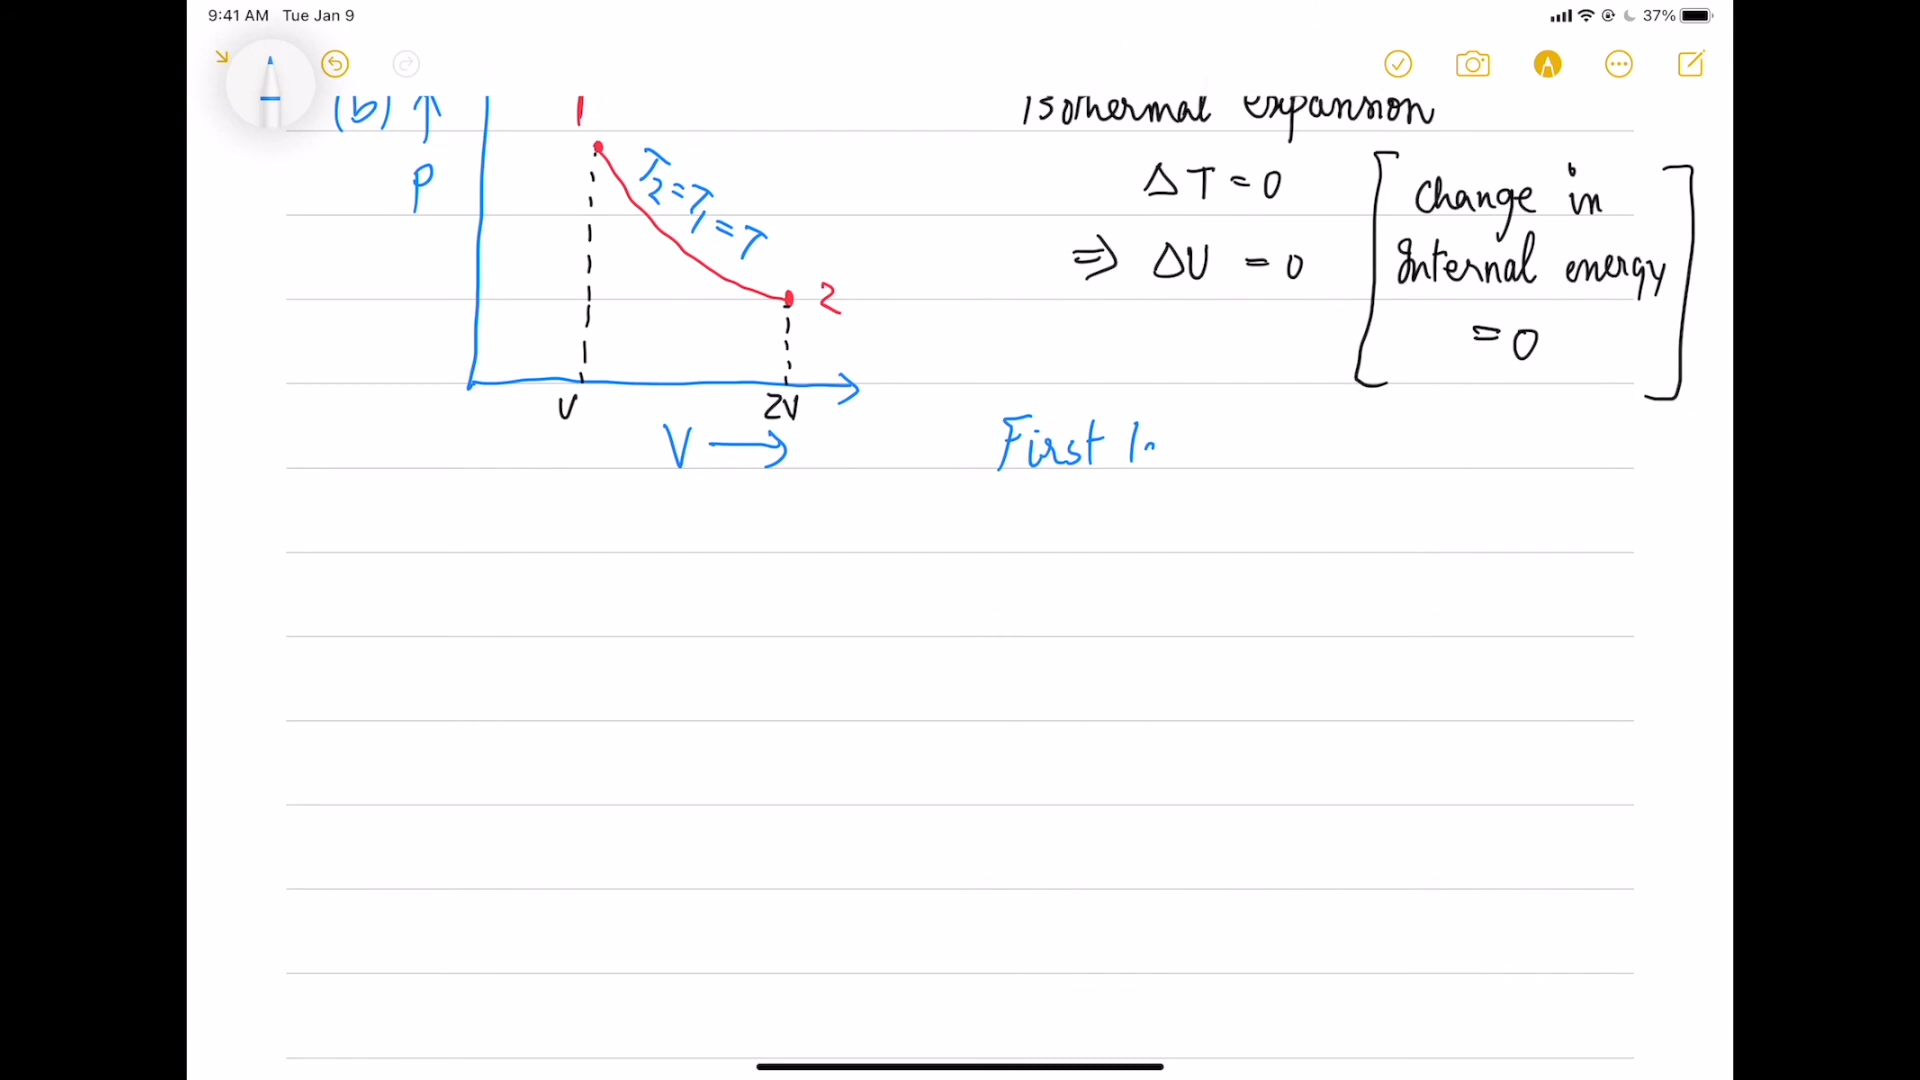 9:41 AM Tue Jan 9
37%
(b)
P
1
T₂ = T₁ = T
2
V
2V
V →
Isothermal expansion
ΔT = 0
⇒ ΔU = 0
[Change in
Internal energy
= 0]
First